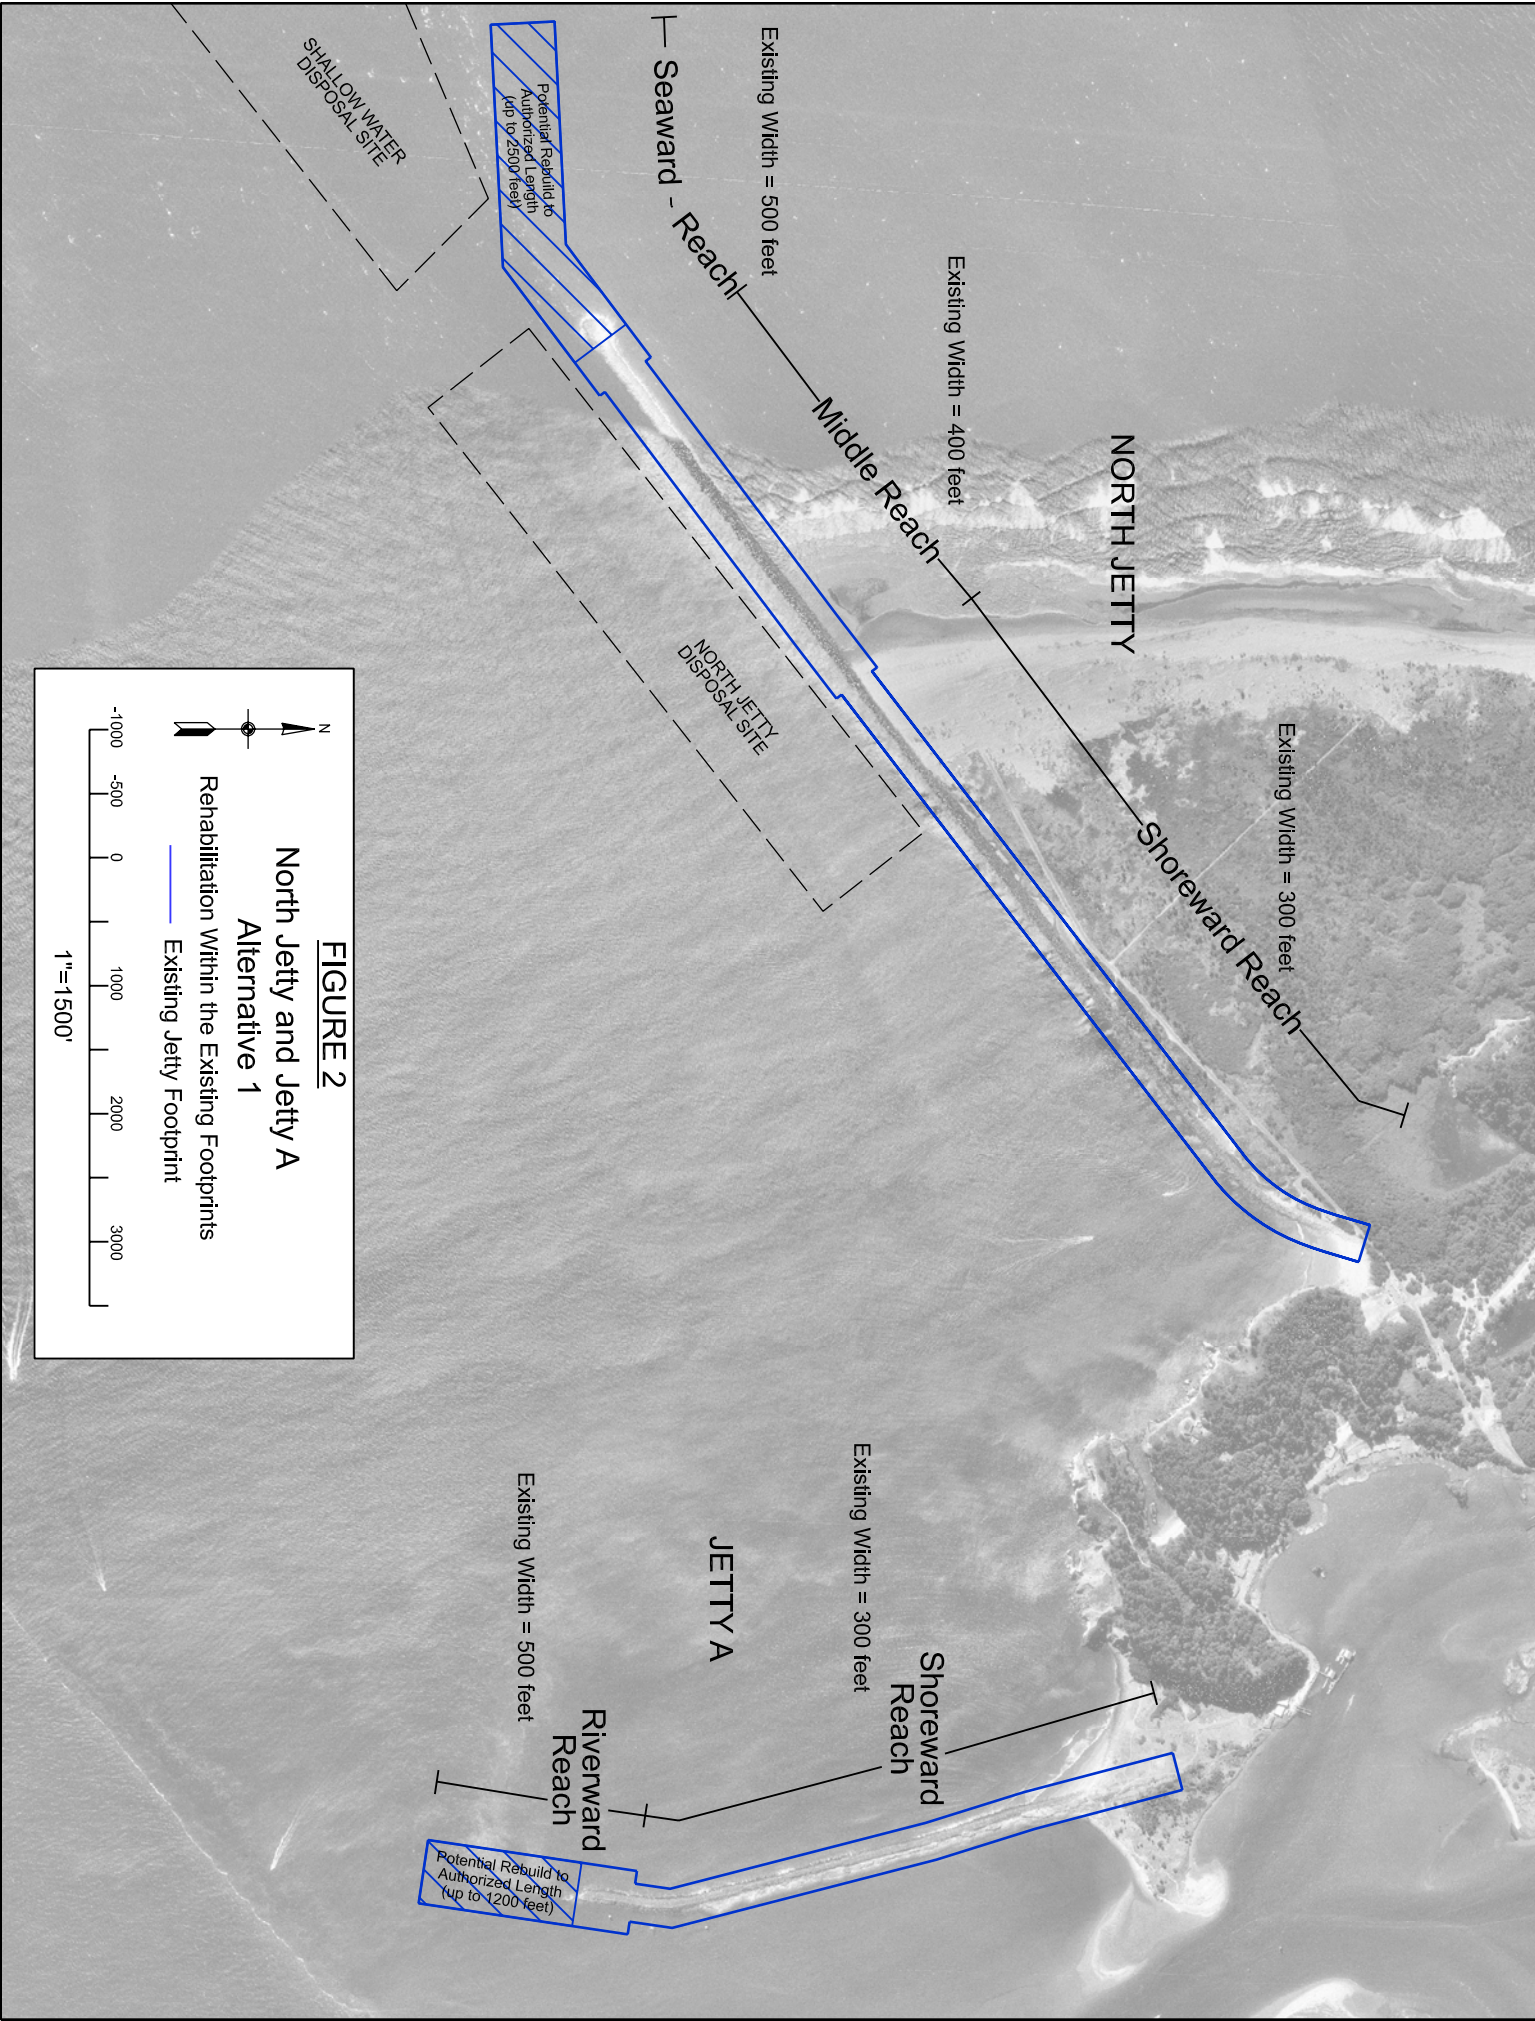 SHALLOW WATER
DISPOSAL SITE
Potential Rebuild to
Authorized Length
(up to 2500 feet)
Seaward - Reach
Existing Width = 500 feet
Middle Reach
Existing Width = 400 feet
NORTH JETTY
Shoreward Reach
Existing Width = 300 feet
NORTH JETTY
DISPOSAL SITE
JETTY A
Shoreward
Reach
Existing Width = 300 feet
Riverward
Reach
Existing Width = 500 feet
Potential Rebuild to
Authorized Length
(up to 1200 feet)
FIGURE 2
North Jetty and Jetty A
Alternative 1
Rehabilitation Within the Existing Footprints
Existing Jetty Footprint
N
-1000 -500 0 1000 2000 3000
1"=1500'